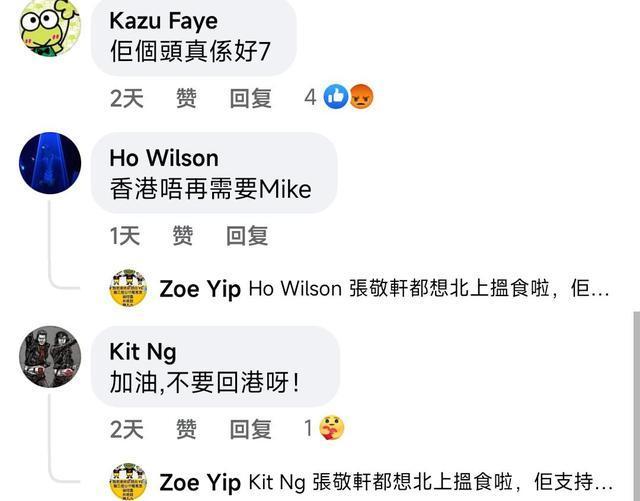 Kazu Faye
佢個頭真係好7
2天 赞 回复 4
Ho Wilson
香港唔再需要Mike
1天 赞 回复
Zoe Yip Ho Wilson 張敬軒都想北上搵食啦，佢…
Kit Ng
加油,不要回港呀！
2天 赞 回复 1
Zoe Yip Kit Ng 張敬軒都想北上搵食啦，佢支持…